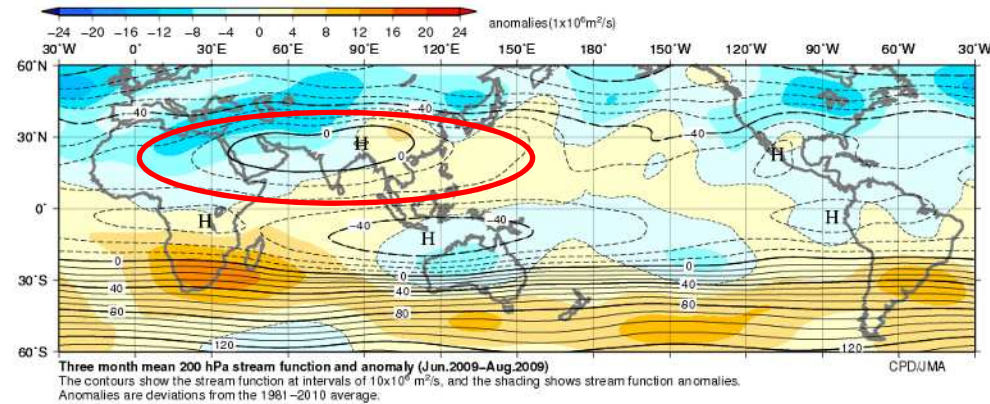 anomalies(1x10⁶m²/s)
−24 −20 −16 −12 −8 −4 0 4 8 12 16 20 24
30°W 0° 30°E 60°E 90°E 120°E 150°E 180° 150°W 120°W 90°W 60°W 30°W
60°N
−40 −40 −40 −40
30°N
0 H 0 H
0°
H −40 H −40 H
0 0 0
30°S
40 40 40
80 80 80
60°S
120 120 120
Three month mean 200 hPa stream function and anomaly (Jun.2009−Aug.2009) CPD/JMA
The contours show the stream function at intervals of 10x10⁶ m²/s, and the shading shows stream function anomalies.
Anomalies are deviations from the 1981−2010 average.